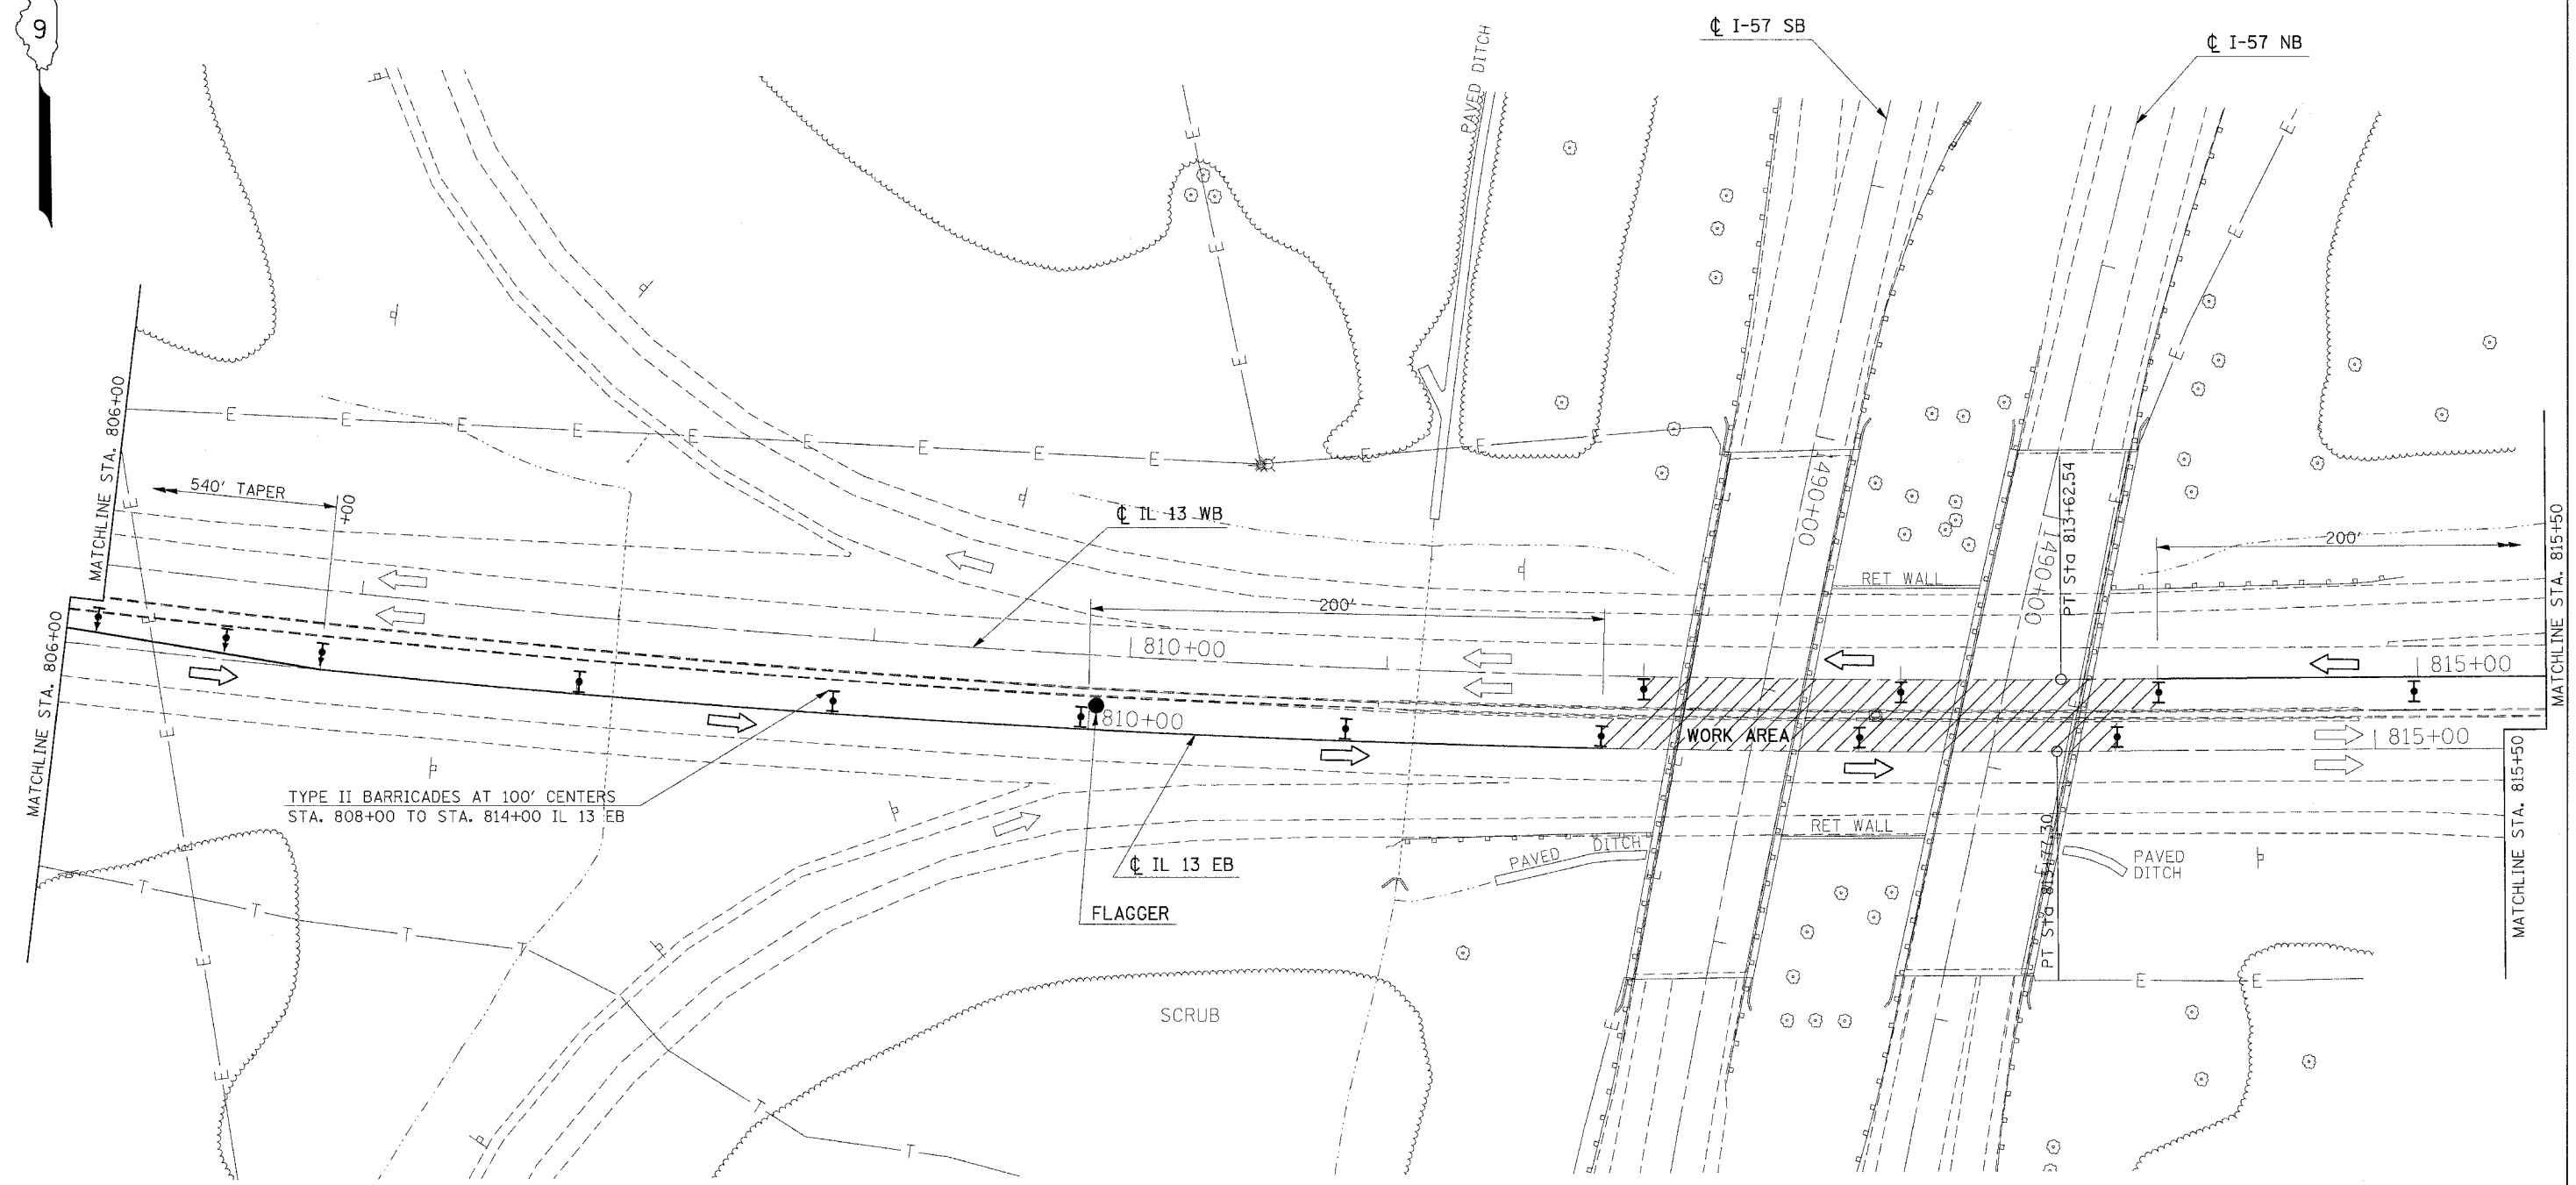 9
℄ I-57 SB
℄ I-57 NB
PAVED DITCH
MATCHLINE STA. 806+00
540' TAPER
+00
℄ IL 13 WB
1490+00
1490+00
PT Sta 813+62.54
200'
MATCHLINE STA. 815+50
RET WALL
200'
810+00
815+00
MATCHLINE STA. 806+00
810+00
WORK AREA
815+00
TYPE II BARRICADES AT 100' CENTERS
STA. 808+00 TO STA. 814+00 IL 13 EB
℄ IL 13 EB
FLAGGER
PAVED DITCH
RET WALL
PT Sta
PAVED
DITCH
MATCHLINE STA. 815+50
SCRUB
E E E E E E E E E E E
T T T T T